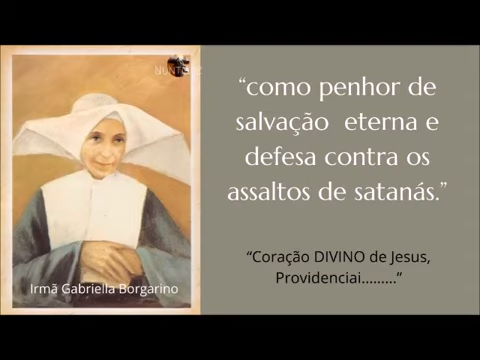 “como penhor de
salvação eterna e
defesa contra os
assaltos de satanás.”
“Coração DIVINO de Jesus,
Providenciai.........“
Irmã Gabriella Borgarino